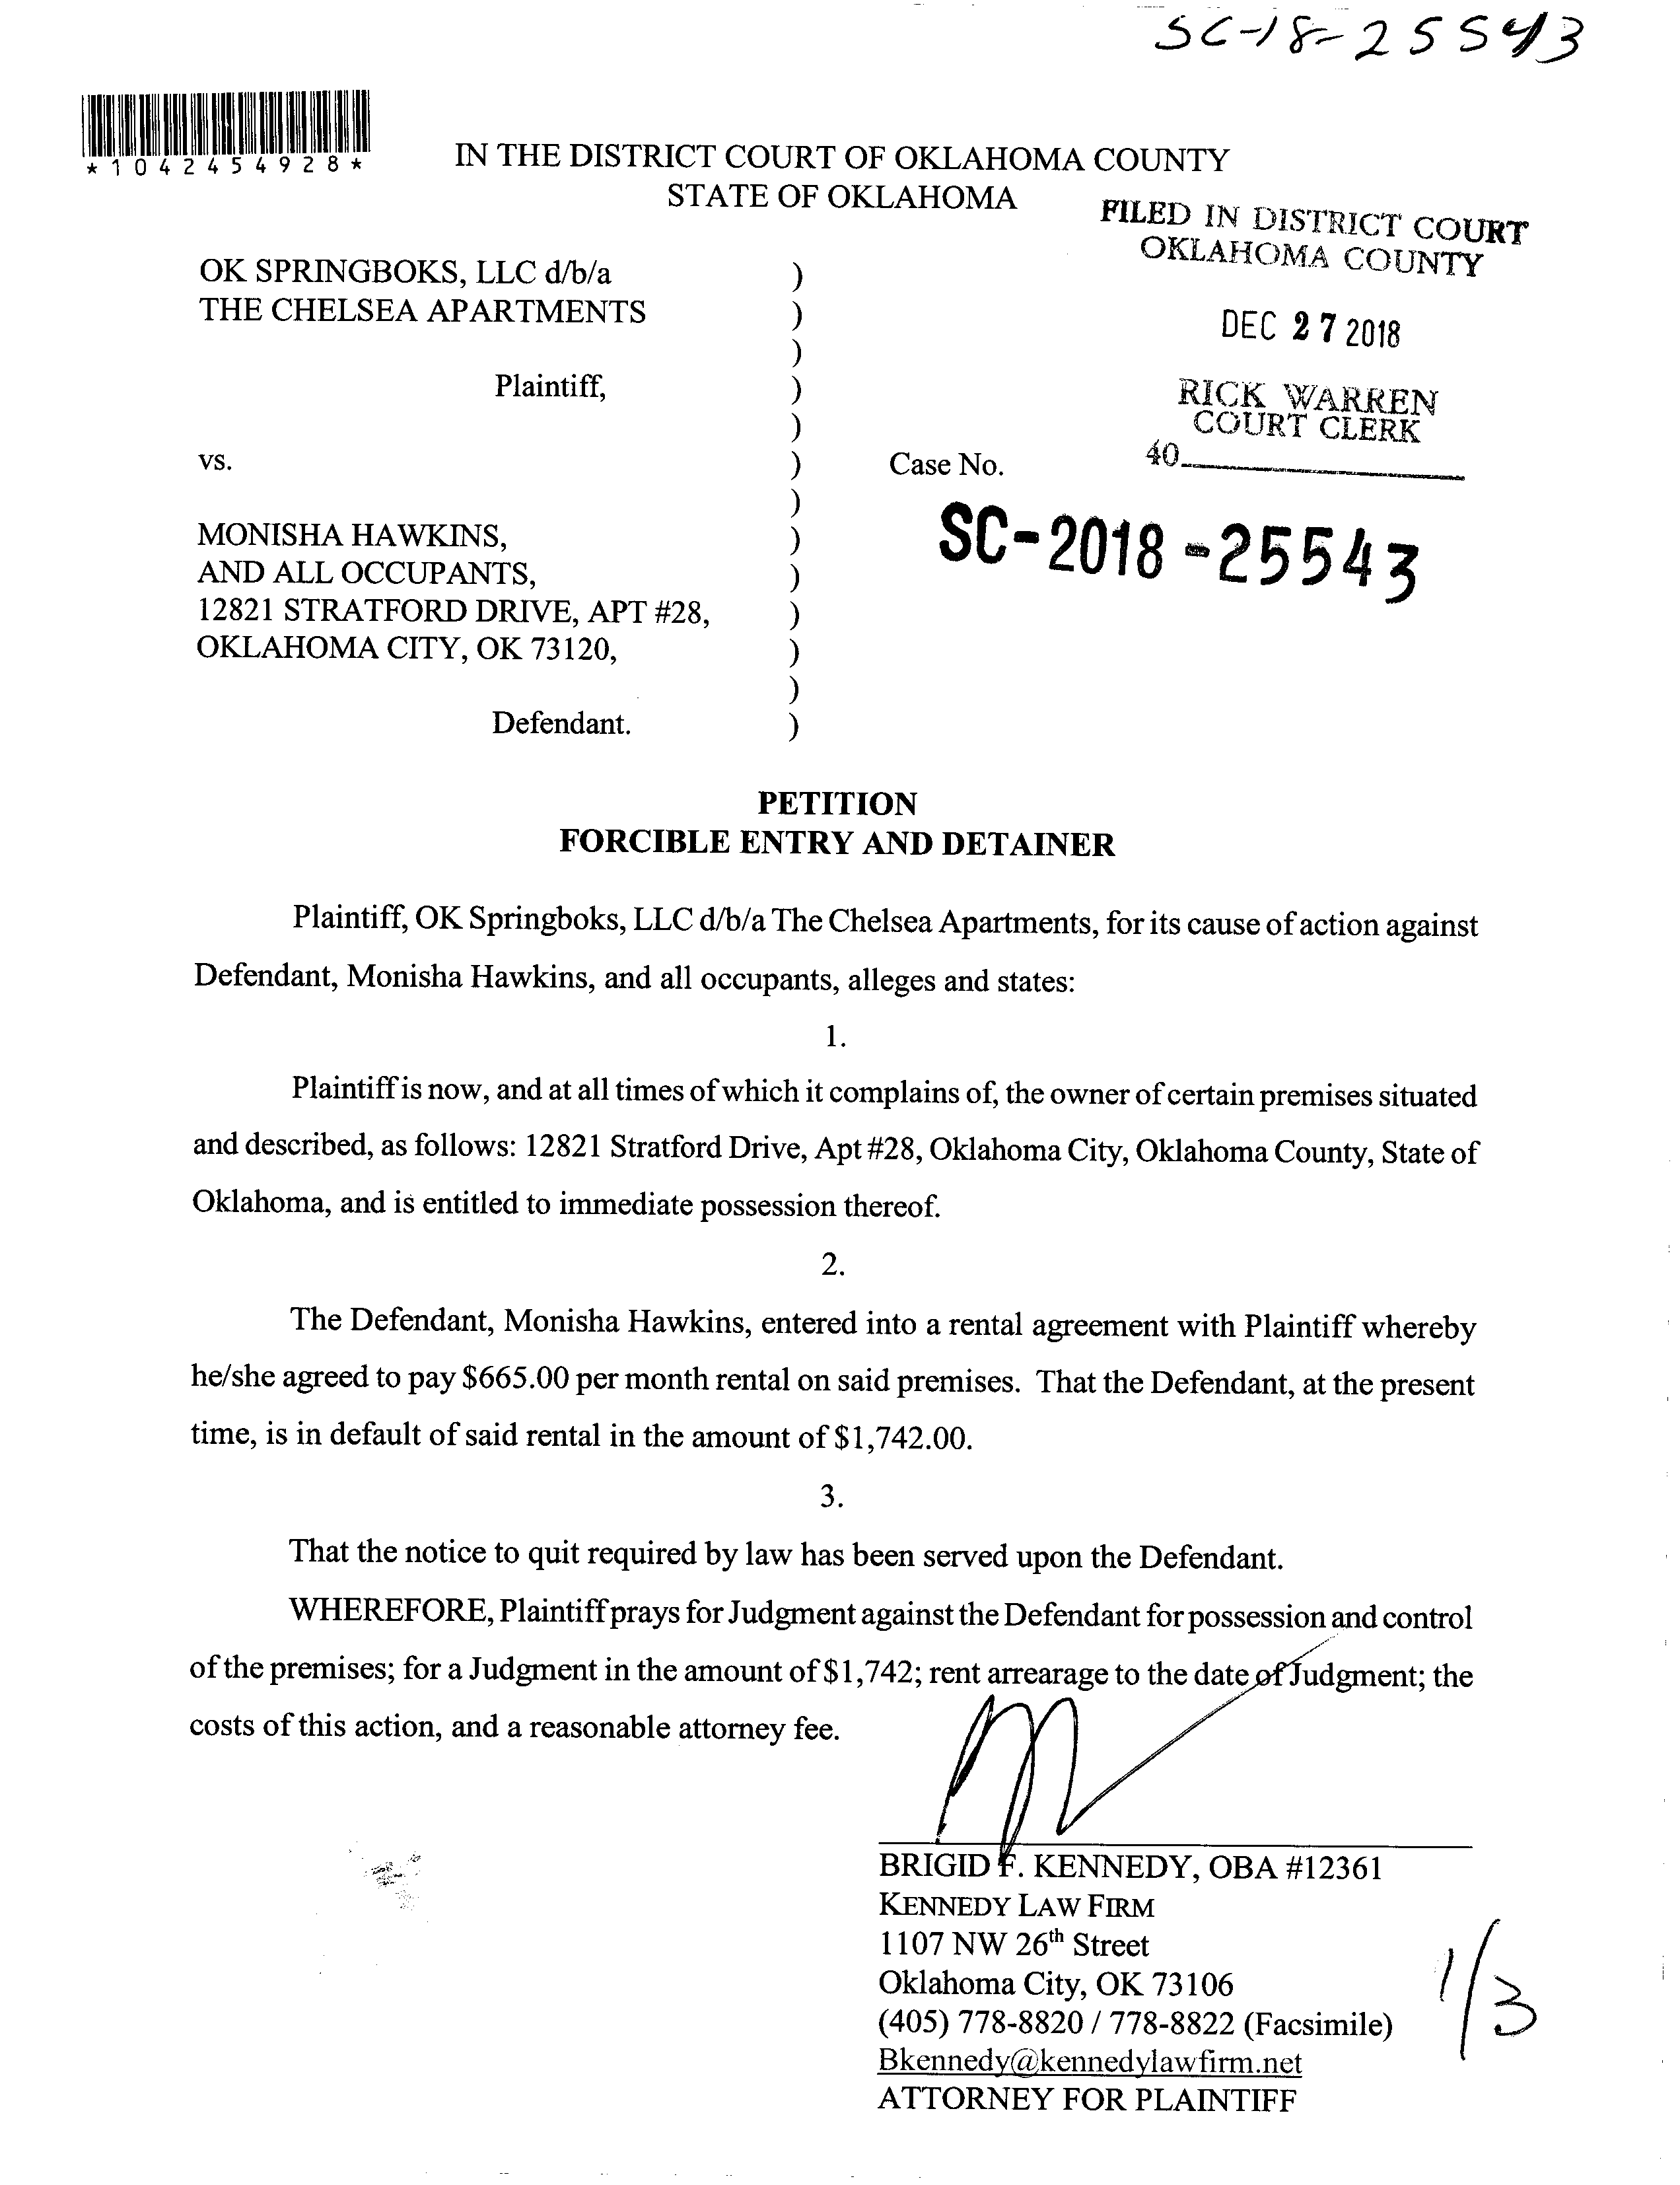 SC-18-25543
*1042454928*
IN THE DISTRICT COURT OF OKLAHOMA COUNTY
STATE OF OKLAHOMA
FILED IN DISTRICT COURT
OKLAHOMA COUNTY
DEC 27 2018
RICK WARREN
COURT CLERK
40
OK SPRINGBOKS, LLC d/b/a )
THE CHELSEA APARTMENTS )
)
Plaintiff, )
)
vs. ) Case No.
)
SC-2018-25543
MONISHA HAWKINS, )
AND ALL OCCUPANTS, )
12821 STRATFORD DRIVE, APT #28, )
OKLAHOMA CITY, OK 73120, )
)
Defendant. )
PETITION
FORCIBLE ENTRY AND DETAINER
Plaintiff, OK Springboks, LLC d/b/a The Chelsea Apartments, for its cause of action against
Defendant, Monisha Hawkins, and all occupants, alleges and states:
1.
Plaintiff is now, and at all times of which it complains of, the owner of certain premises situated
and described, as follows: 12821 Stratford Drive, Apt #28, Oklahoma City, Oklahoma County, State of
Oklahoma, and is entitled to immediate possession thereof.
2.
The Defendant, Monisha Hawkins, entered into a rental agreement with Plaintiff whereby
he/she agreed to pay $665.00 per month rental on said premises. That the Defendant, at the present
time, is in default of said rental in the amount of $1,742.00.
3.
That the notice to quit required by law has been served upon the Defendant.
WHEREFORE, Plaintiff prays for Judgment against the Defendant for possession and control
of the premises; for a Judgment in the amount of $1,742; rent arrearage to the date of Judgment; the
costs of this action, and a reasonable attorney fee.
BRIGID F. KENNEDY, OBA #12361
KENNEDY LAW FIRM
1107 NW 26th Street
Oklahoma City, OK 73106
(405) 778-8820 / 778-8822 (Facsimile)
Bkennedy@kennedylawfirm.net
ATTORNEY FOR PLAINTIFF
1/3